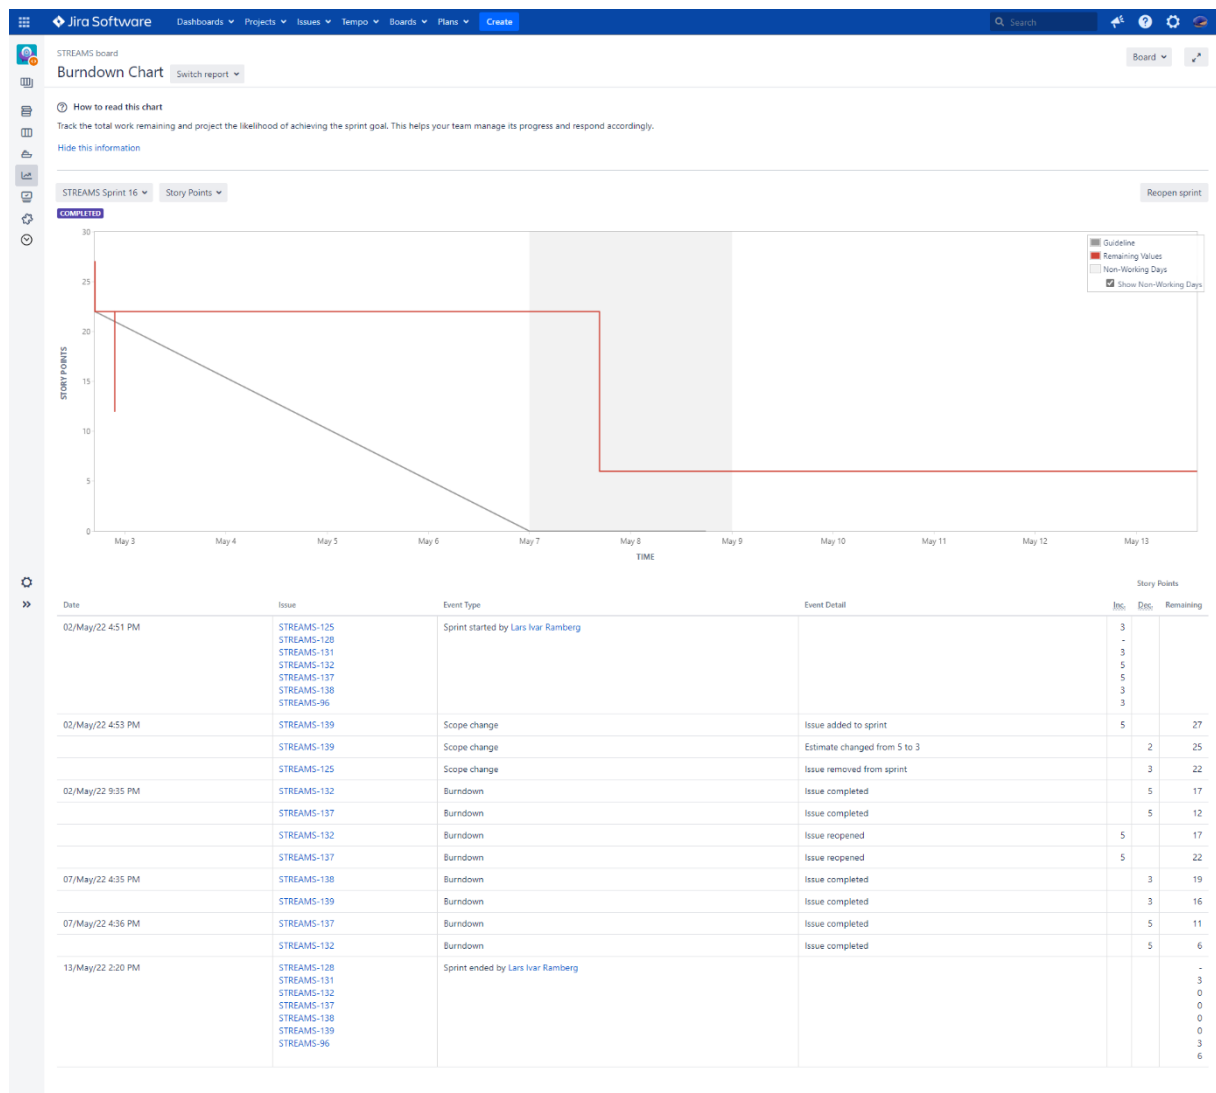 Jira Software Dashboards Projects Issues Tempo Boards Plans Create Search
STREAMS board
Board
Burndown Chart Switch report
How to read this chart
Track the total work remaining and project the likelihood of achieving the sprint goal. This helps your team manage its progress and respond accordingly.
Hide this information
STREAMS Sprint 16 Story Points Reopen sprint
COMPLETED
30
25
20
15
10
5
0
STORY POINTS
Guideline
Remaining Values
Non-Working Days
Show Non-Working Days
May 3 May 4 May 5 May 6 May 7 May 8 May 9 May 10 May 11 May 12 May 13
TIME
Story Points
Date Issue Event Type Event Detail Inc. Dec. Remaining
02/May/22 4:51 PM STREAMS-125 Sprint started by Lars Ivar Ramberg 3
STREAMS-128 -
STREAMS-131 3
STREAMS-132 5
STREAMS-137 5
STREAMS-138 3
STREAMS-96 3
02/May/22 4:53 PM STREAMS-139 Scope change Issue added to sprint 5 27
STREAMS-139 Scope change Estimate changed from 5 to 3 2 25
STREAMS-125 Scope change Issue removed from sprint 3 22
02/May/22 9:35 PM STREAMS-132 Burndown Issue completed 5 17
STREAMS-137 Burndown Issue completed 5 12
STREAMS-132 Burndown Issue reopened 5 17
STREAMS-137 Burndown Issue reopened 5 22
07/May/22 4:35 PM STREAMS-138 Burndown Issue completed 3 19
STREAMS-139 Burndown Issue completed 3 16
07/May/22 4:36 PM STREAMS-137 Burndown Issue completed 5 11
STREAMS-132 Burndown Issue completed 5 6
13/May/22 2:20 PM STREAMS-128 Sprint ended by Lars Ivar Ramberg -
STREAMS-131 3
STREAMS-132 0
STREAMS-137 0
STREAMS-138 0
STREAMS-139 0
STREAMS-96 3
6